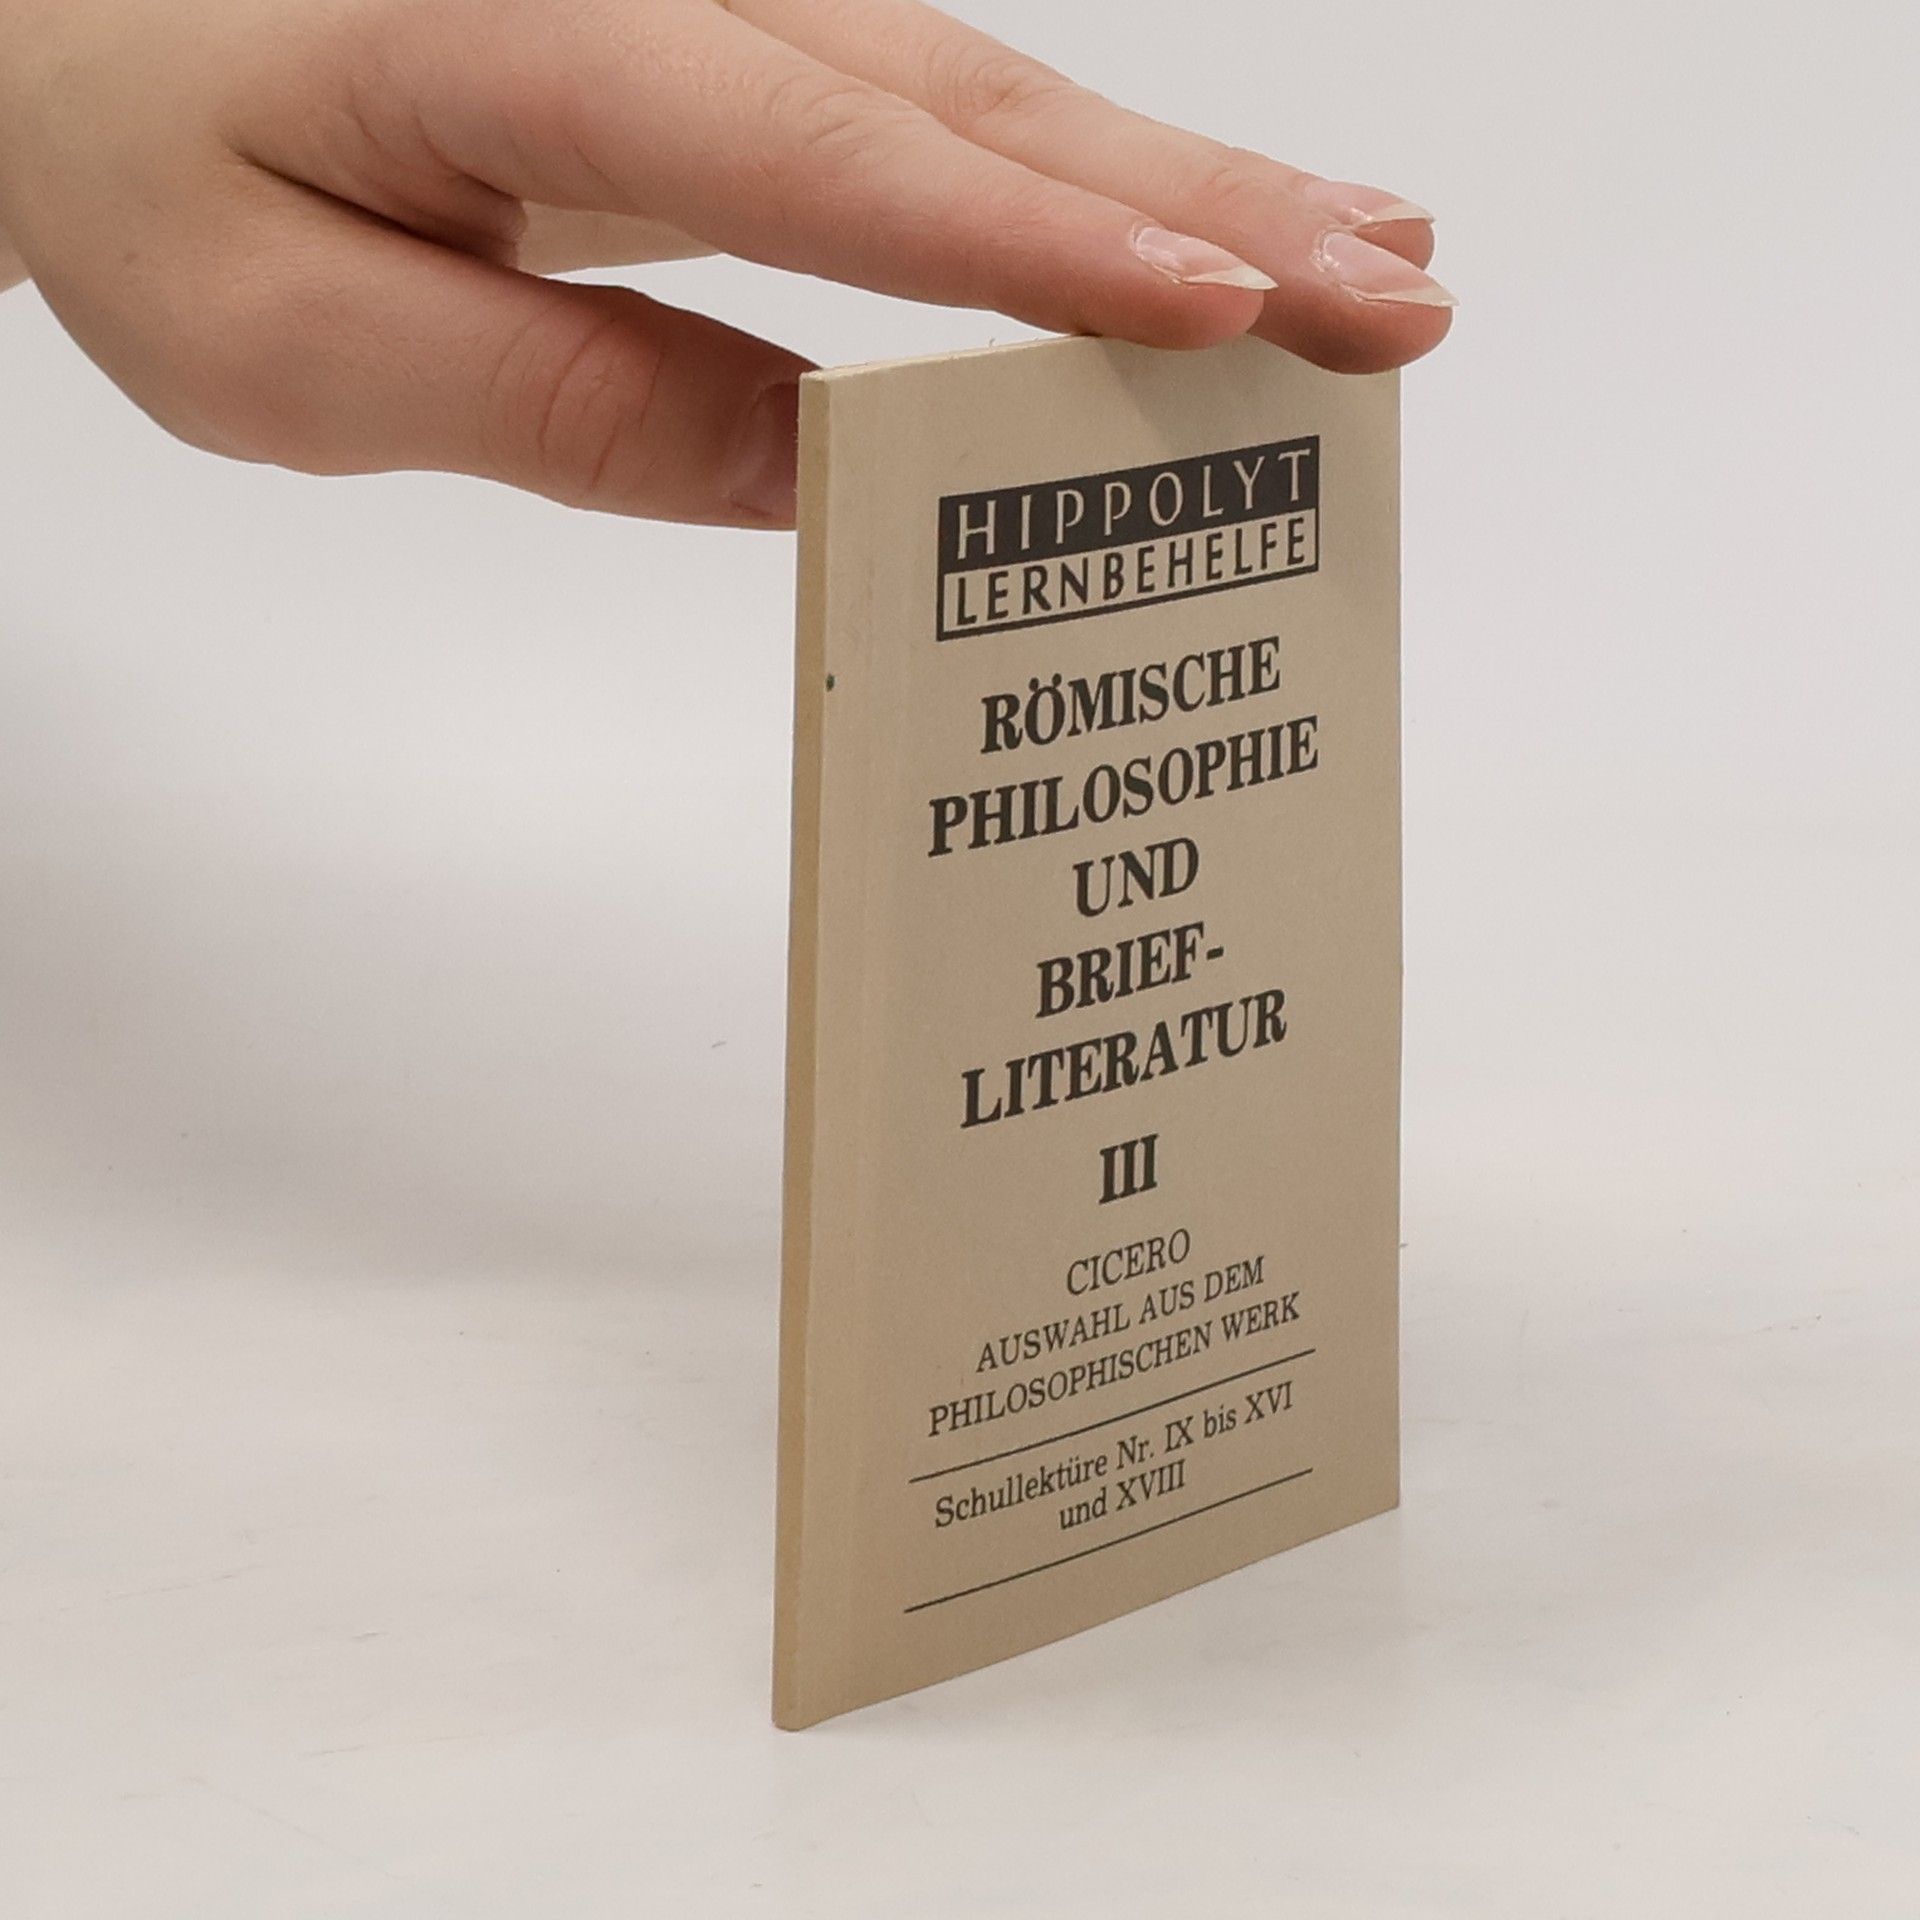 HIPPOLYT
LERNBEHELFE
RÖMISCHE
PHILOSOPHIE
UND
BRIEF-
LITERATUR
III
CICERO
AUSWAHL AUS DEM
PHILOSOPHISCHEN WERK
Schullektüre Nr. IX bis XVI
und XVIII